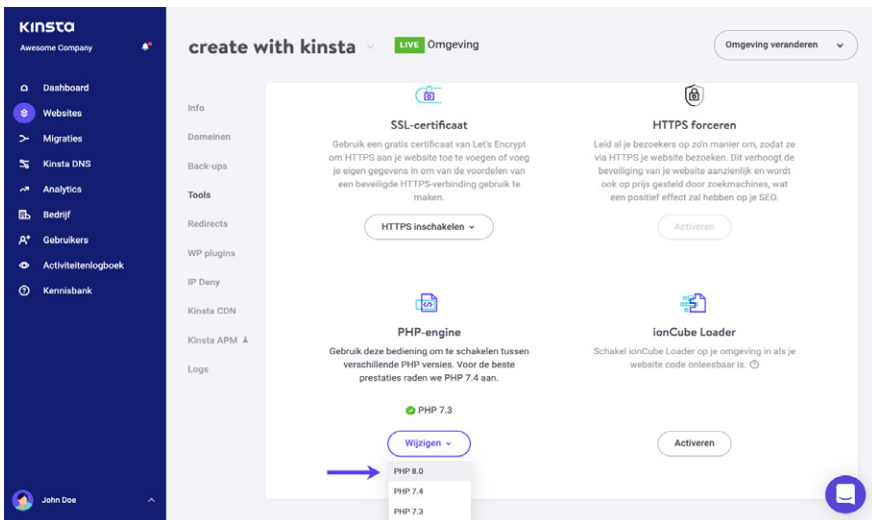 Kinsta
Awesome Company
create with kinsta
LIVE Omgeving
Omgeving veranderen
Dashboard
Websites
Migraties
Kinsta DNS
Analytics
Bedrijf
Gebruikers
Activiteitenlogboek
Kennisbank
John Doe
Info
Domeinen
Back-ups
Tools
Redirects
WP plugins
IP Deny
Kinsta CDN
Kinsta APM
Logs
SSL-certificaat
Gebruik een gratis certificaat van Let's Encrypt
om HTTPS aan je website toe te voegen of voeg
je eigen gegevens in om van de voordelen van
een beveiligde HTTPS-verbinding gebruik te
maken.
HTTPS inschakelen
HTTPS forceren
Leid al je bezoekers op zo'n manier om, zodat ze
via HTTPS je website bezoeken. Dit verhoogt de
beveiliging van je website aanzienlijk en wordt
ook op prijs gesteld door zoekmachines, wat
een positief effect zal hebben op je SEO.
Activeren
PHP-engine
Gebruik deze bediening om te schakelen tussen
verschillende PHP versies. Voor de beste
prestaties raden we PHP 7.4 aan.
PHP 7.3
Wijzigen
PHP 8.0
PHP 7.4
PHP 7.3
ionCube Loader
Schakel ionCube Loader op je omgeving in als je
website code onleesbaar is.
Activeren